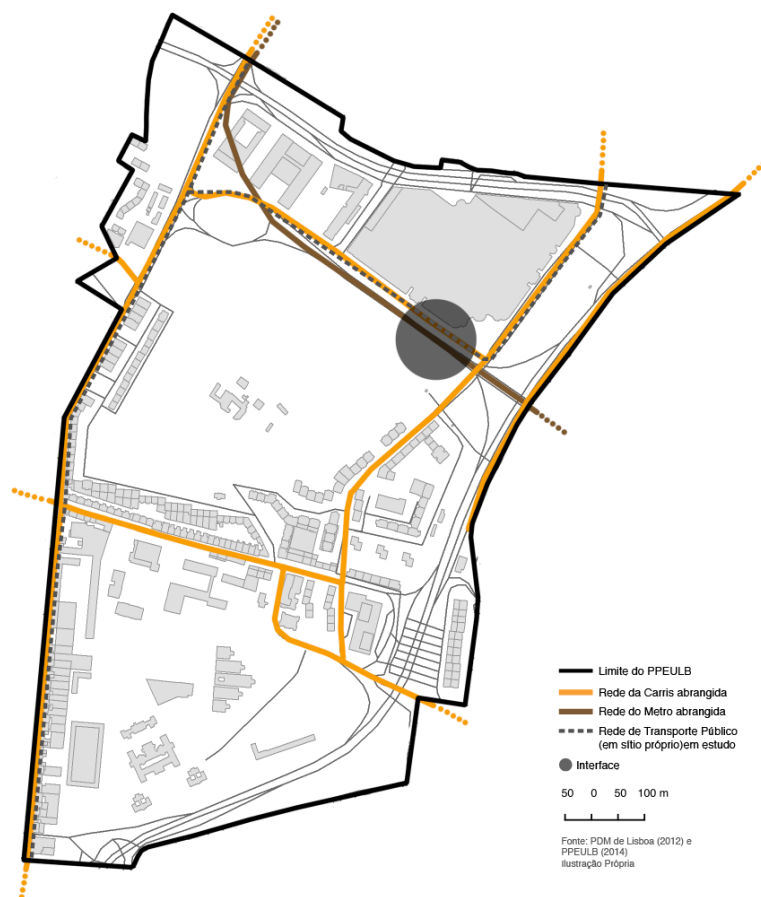 Limite do PPEULB
Rede da Carris abrangida
Rede do Metro abrangida
Rede de Transporte Público
(em sítio próprio)em estudo
Interface
50 0 50 100 m
Fonte: PDM de Lisboa (2012) e
PPEULB (2014)
Ilustração Própria